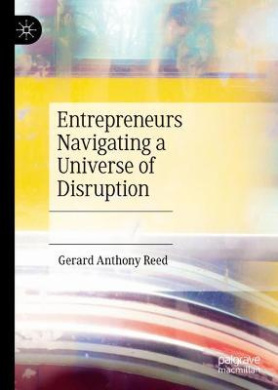 Entrepreneurs
Navigating a
Universe of
Disruption
Gerard Anthony Reed
palgrave
macmillan